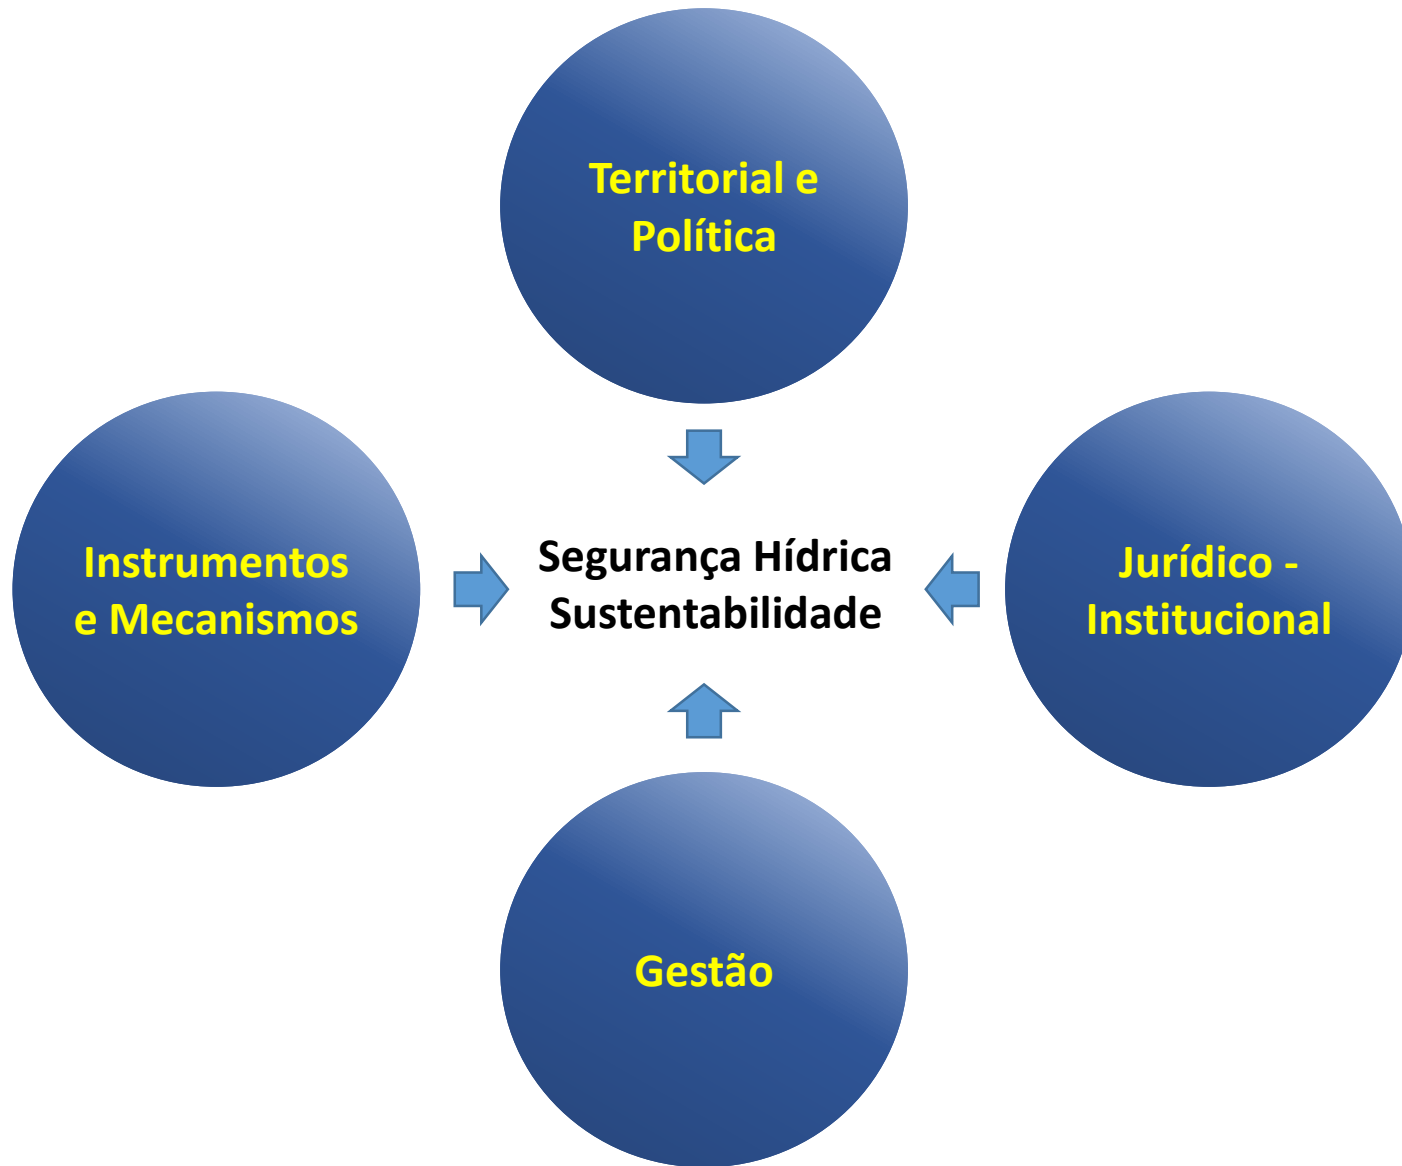 Territorial e
Política
Instrumentos
e Mecanismos
Segurança Hídrica
Sustentabilidade
Jurídico -
Institucional
Gestão